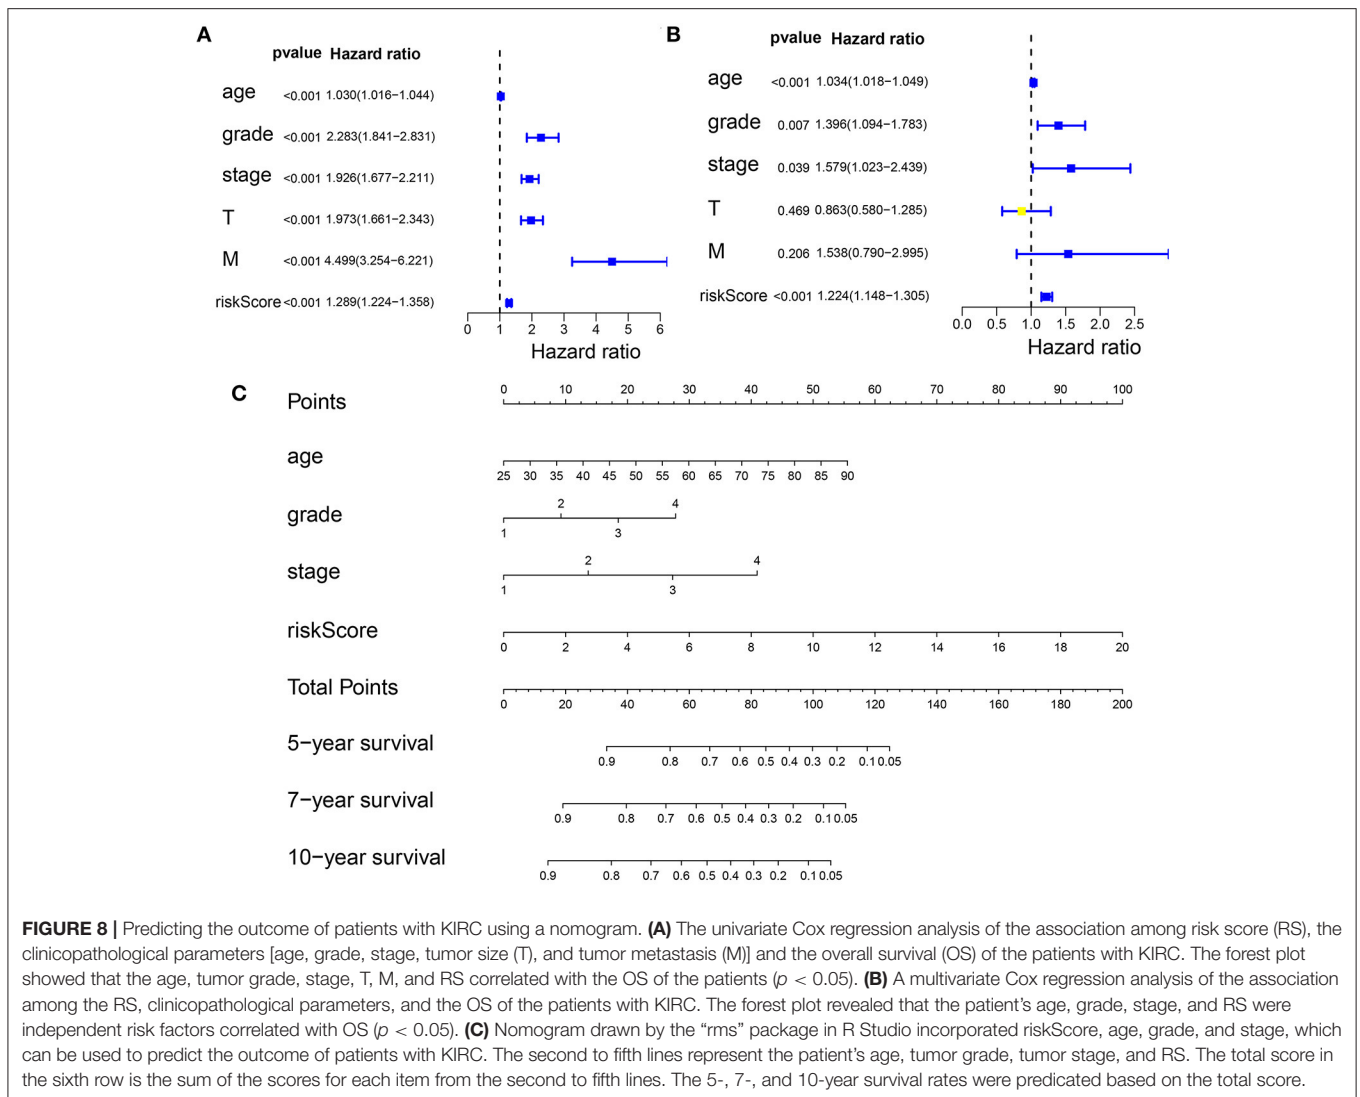 A
pvalue Hazard ratio
age <0.001 1.030(1.016−1.044)
grade <0.001 2.283(1.841−2.831)
stage <0.001 1.926(1.677−2.211)
T <0.001 1.973(1.661−2.343)
M <0.001 4.499(3.254−6.221)
riskScore <0.001 1.289(1.224−1.358)
0 1 2 3 4 5 6
Hazard ratio
B
pvalue Hazard ratio
age <0.001 1.034(1.018−1.049)
grade 0.007 1.396(1.094−1.783)
stage 0.039 1.579(1.023−2.439)
T 0.469 0.863(0.580−1.285)
M 0.206 1.538(0.790−2.995)
riskScore <0.001 1.224(1.148−1.305)
0.0 0.5 1.0 1.5 2.0 2.5
Hazard ratio
C
Points 0 10 20 30 40 50 60 70 80 90 100
age
25 30 35 40 45 50 55 60 65 70 75 80 85 90
2 4
grade
1 3
2 4
stage
1 3
riskScore
0 2 4 6 8 10 12 14 16 18 20
Total Points
0 20 40 60 80 100 120 140 160 180 200
5−year survival
0.9 0.8 0.7 0.6 0.5 0.4 0.3 0.2 0.1 0.05
7−year survival
0.9 0.8 0.7 0.6 0.5 0.4 0.3 0.2 0.1 0.05
10−year survival
0.9 0.8 0.7 0.6 0.5 0.4 0.3 0.2 0.1 0.05
FIGURE 8 | Predicting the outcome of patients with KIRC using a nomogram. (A) The univariate Cox regression analysis of the association among risk score (RS), the
clinicopathological parameters [age, grade, stage, tumor size (T), and tumor metastasis (M)] and the overall survival (OS) of the patients with KIRC. The forest plot
showed that the age, tumor grade, stage, T, M, and RS correlated with the OS of the patients (p < 0.05). (B) A multivariate Cox regression analysis of the association
among the RS, clinicopathological parameters, and the OS of the patients with KIRC. The forest plot revealed that the patient's age, grade, stage, and RS were
independent risk factors correlated with OS (p < 0.05). (C) Nomogram drawn by the "rms" package in R Studio incorporated riskScore, age, grade, and stage, which
can be used to predict the outcome of patients with KIRC. The second to fifth lines represent the patient's age, tumor grade, tumor stage, and RS. The total score in
the sixth row is the sum of the scores for each item from the second to fifth lines. The 5-, 7-, and 10-year survival rates were predicated based on the total score.